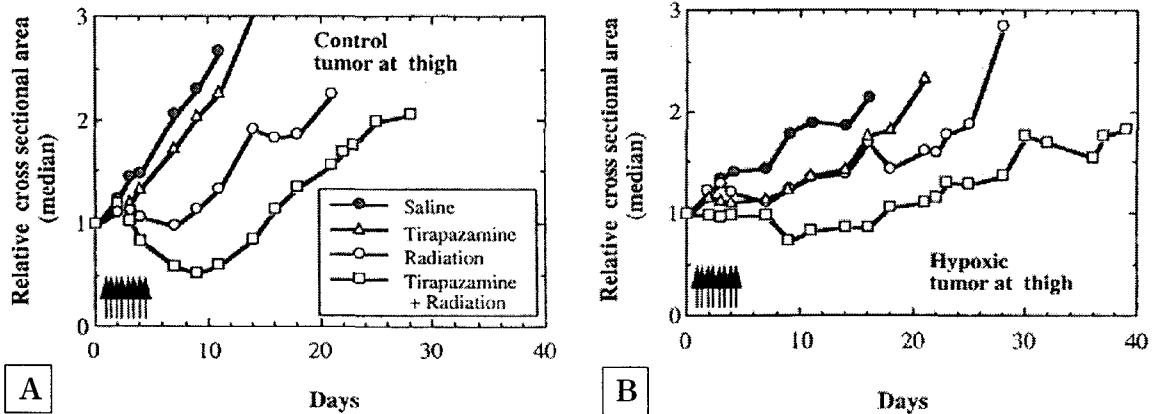 Relative cross sectional area
(median)
3
2
1
0
0
10
20
30
40
Days
Control
tumor at thigh
Saline
Tirapazamine
Radiation
Tirapazamine
+ Radiation
A
Relative cross sectional area
(median)
3
2
1
0
0
10
20
30
40
Days
Hypoxic
tumor at thigh
B